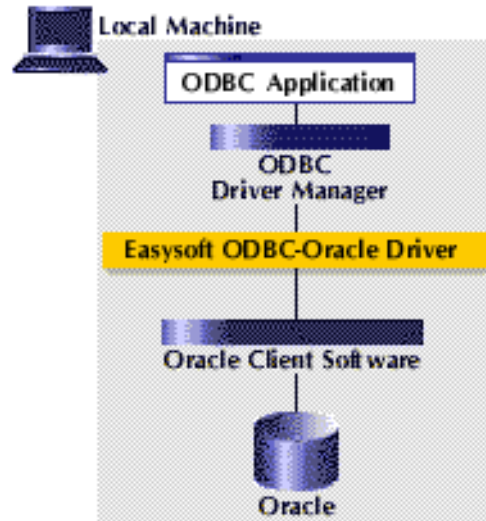 Local Machine
ODBC Application
ODBC
Driver Manager
Easysoft ODBC-Oracle Driver
Oracle Client Software
Oracle